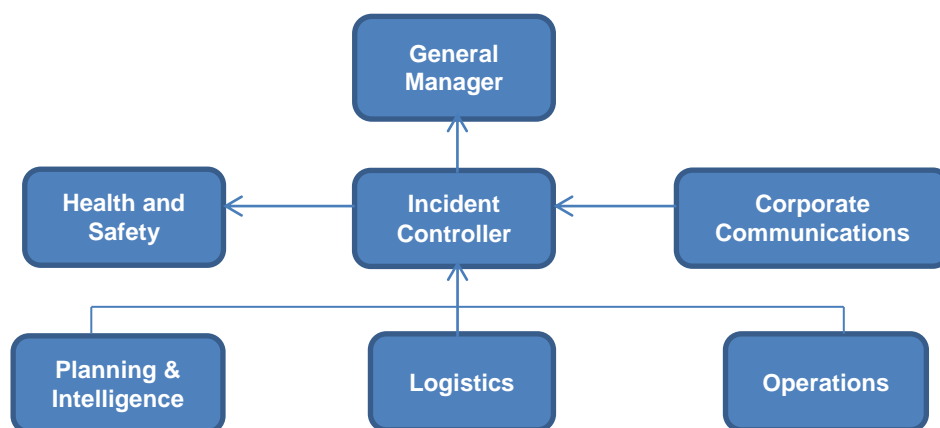 General
Manager
Health and
Safety
Incident
Controller
Corporate
Communications
Planning &
Intelligence
Logistics
Operations